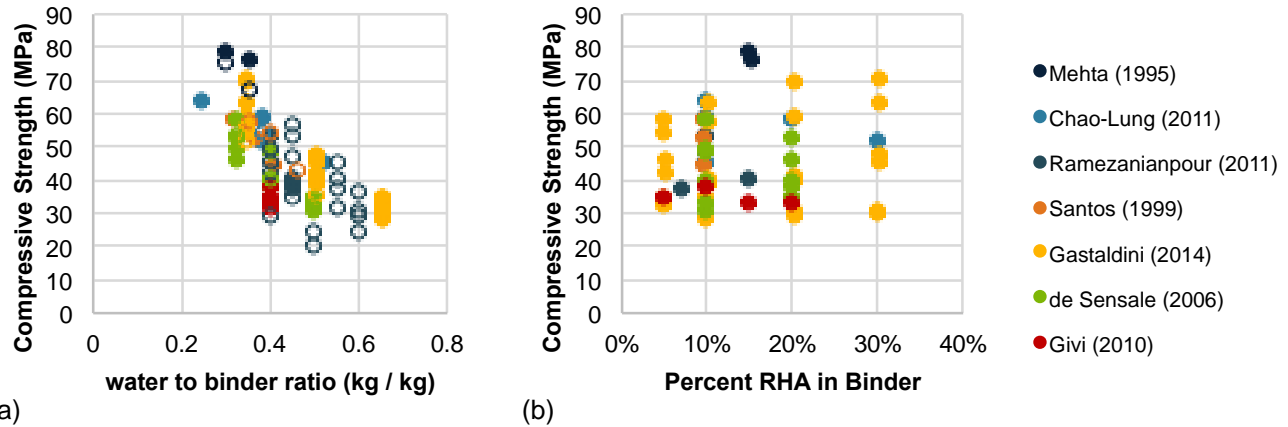 Compressive Strength (MPa)
90
80
70
60
50
40
30
20
10
0
0
0.2
0.4
0.6
0.8
water to binder ratio (kg / kg)
a)
Compressive Strength (MPa)
90
80
70
60
50
40
30
20
10
0
0%
10%
20%
30%
40%
Percent RHA in Binder
(b)
Mehta (1995)
Chao-Lung (2011)
Ramezanianpour (2011)
Santos (1999)
Gastaldini (2014)
de Sensale (2006)
Givi (2010)